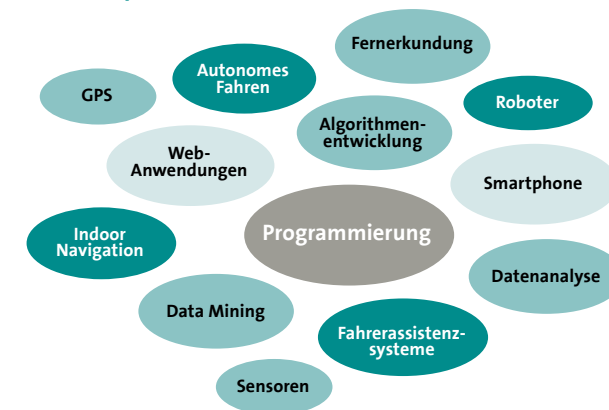 Fernerkundung
Autonomes
Fahren
GPS
Roboter
Algorithmen-
entwicklung
Web-
Anwendungen
Smartphone
Programmierung
Indoor
Navigation
Datenanalyse
Data Mining
Fahrerassistenz-
systeme
Sensoren